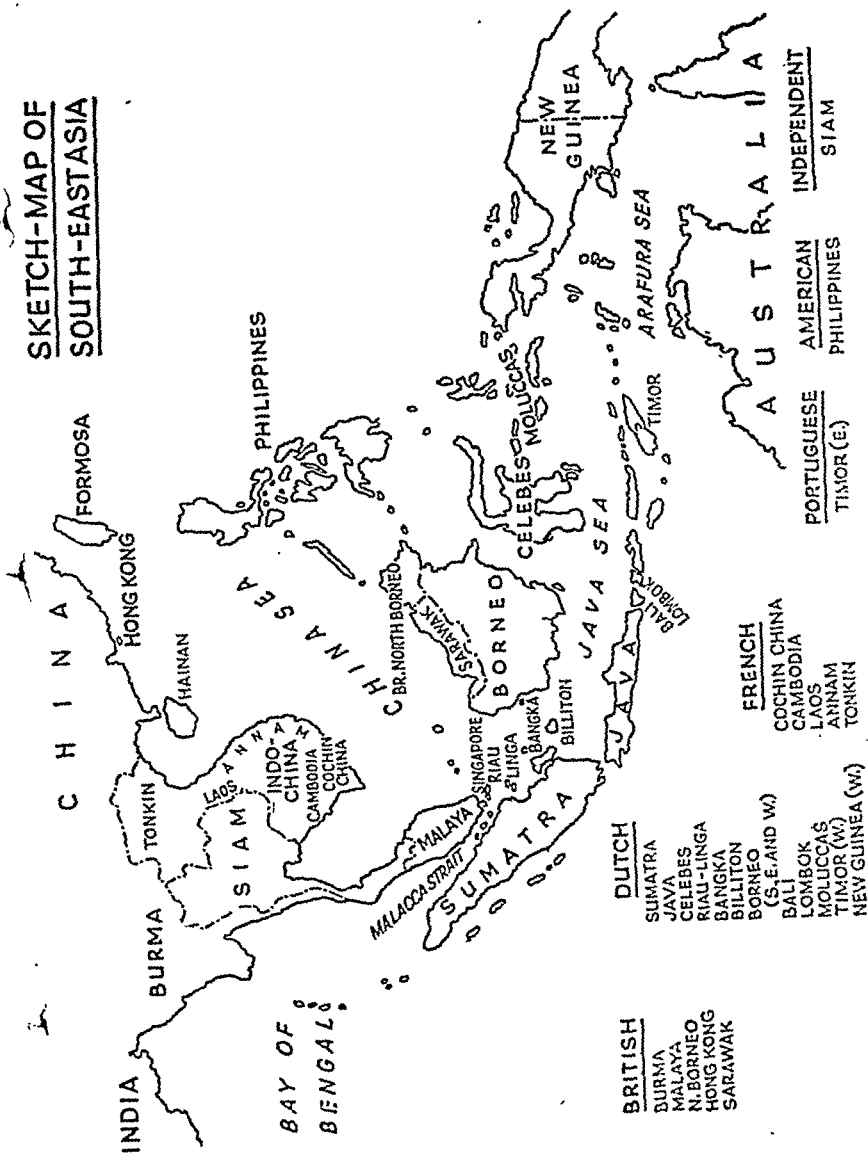 SKETCH-MAP OF
SOUTH-EAST ASIA
CHINA
FORMOSA
HONG KONG
HAINAN
INDIA
BURMA
TONKIN
LAOS
ANNAM
SIAM
INDO-
CHINA
CAMBODIA
COCHIN
CHINA
PHILIPPINES
CHINA SEA
BAY OF
BENGAL
MALAYA
MALACCA STRAIT
SINGAPORE
RIAU
LINGA
BANGKA
BILLITON
SUMATRA
BR. NORTH BORNEO
SARAWAK
BORNEO
CELEBES
MOLUCCAS
NEW
GUINEA
JAVA SEA
JAVA
BALI
LOMBOK
TIMOR
ARAFURA SEA
AUSTRALIA
BRITISH
BURMA
MALAYA
N. BORNEO
HONG KONG
SARAWAK
DUTCH
SUMATRA
JAVA
CELEBES
RIAU-LINGA
BANGKA
BILLITON
BORNEO
(S.E. AND W.)
BALI
LOMBOK
MOLUCCAS
TIMOR (W.)
NEW GUINEA (W.)
FRENCH
COCHIN CHINA
CAMBODIA
LAOS
ANNAM
TONKIN
PORTUGUESE
TIMOR (E.)
AMERICAN
PHILIPPINES
INDEPENDENT
SIAM